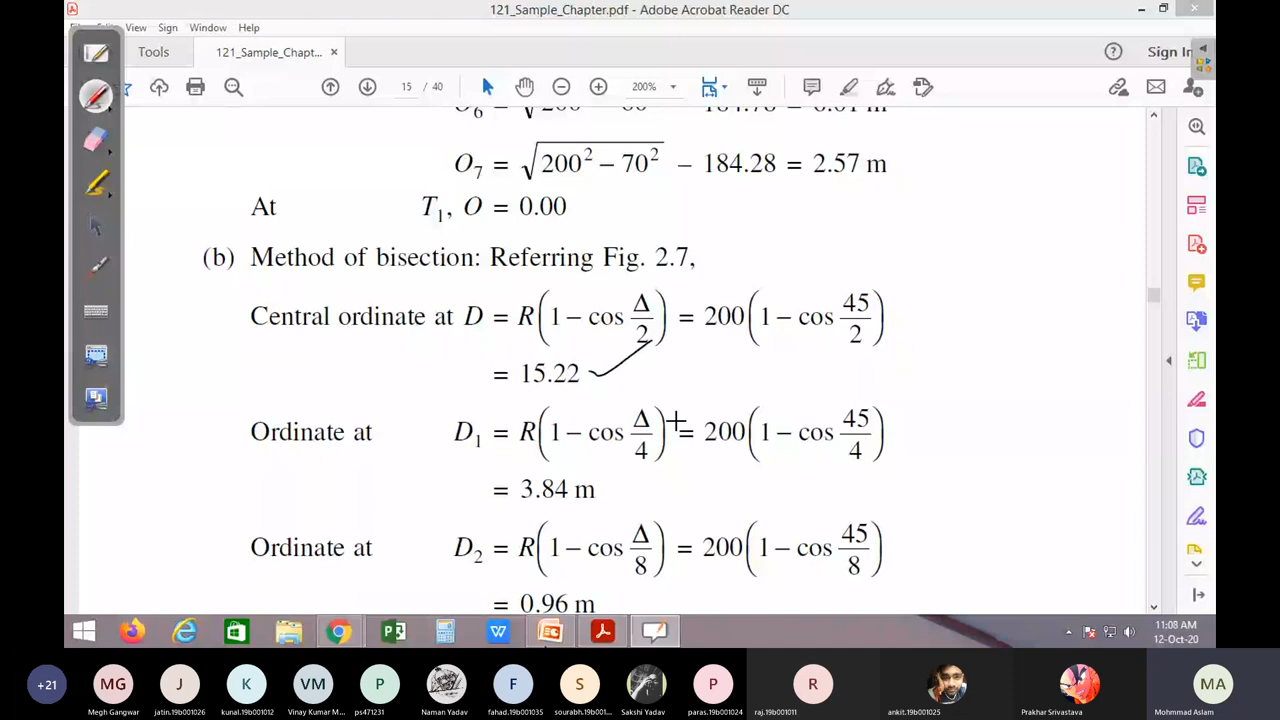 121_Sample_Chapter.pdf - Adobe Acrobat Reader DC
View Sign Window Help
Tools 121_Sample_Chapt... × Sign In
15 / 40 200%
O₇ = √(200² – 70²) – 184.28 = 2.57 m
At T₁, O = 0.00
(b) Method of bisection: Referring Fig. 2.7,
Central ordinate at D = R(1 – cos Δ/2) = 200(1 – cos 45/2)
= 15.22
Ordinate at D₁ = R(1 – cos Δ/4) = 200(1 – cos 45/4)
= 3.84 m
Ordinate at D₂ = R(1 – cos Δ/8) = 200(1 – cos 45/8)
= 0.96 m
11:08 AM
12-Oct-20
+21 MG J K VM P F S P R MA
Megh Gangwar jatin.19b001026 kunal.19b001012 Vinay Kumar M... ps471231 Naman Yadav fahad.19b001035 sourabh.19b001... Sakshi Yadav paras.19b001024 raj.19b001011 ankit.19b001025 Prakhar Srivastava Mohmmad Aslam